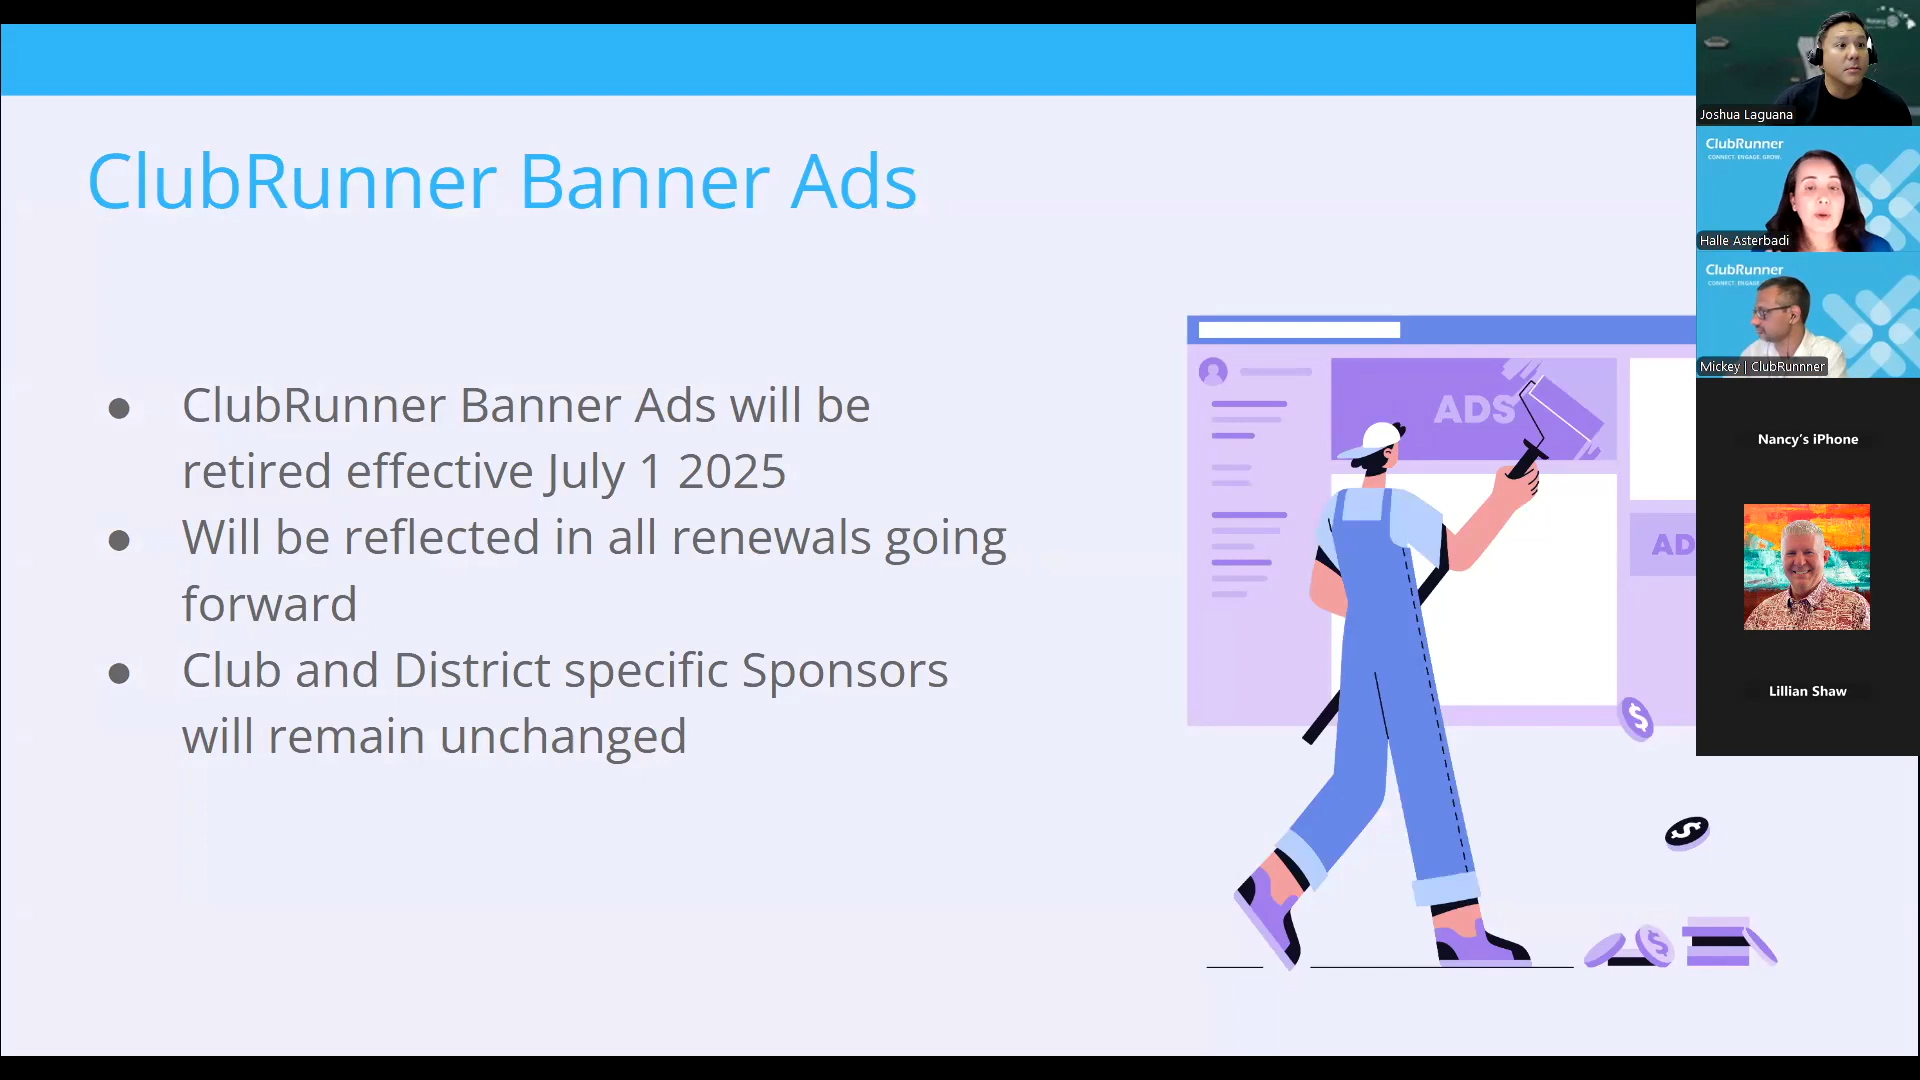 ClubRunner Banner Ads
● ClubRunner Banner Ads will be
retired effective July 1 2025
● Will be reflected in all renewals going
forward
● Club and District specific Sponsors
will remain unchanged
ADS
AD
Joshua Laguana
ClubRunner
CONNECT. ENGAGE. GROW.
Halle Asterbadi
ClubRunner
CONNECT. ENGAGE
Mickey | ClubRunnner
Nancy's iPhone
Lillian Shaw